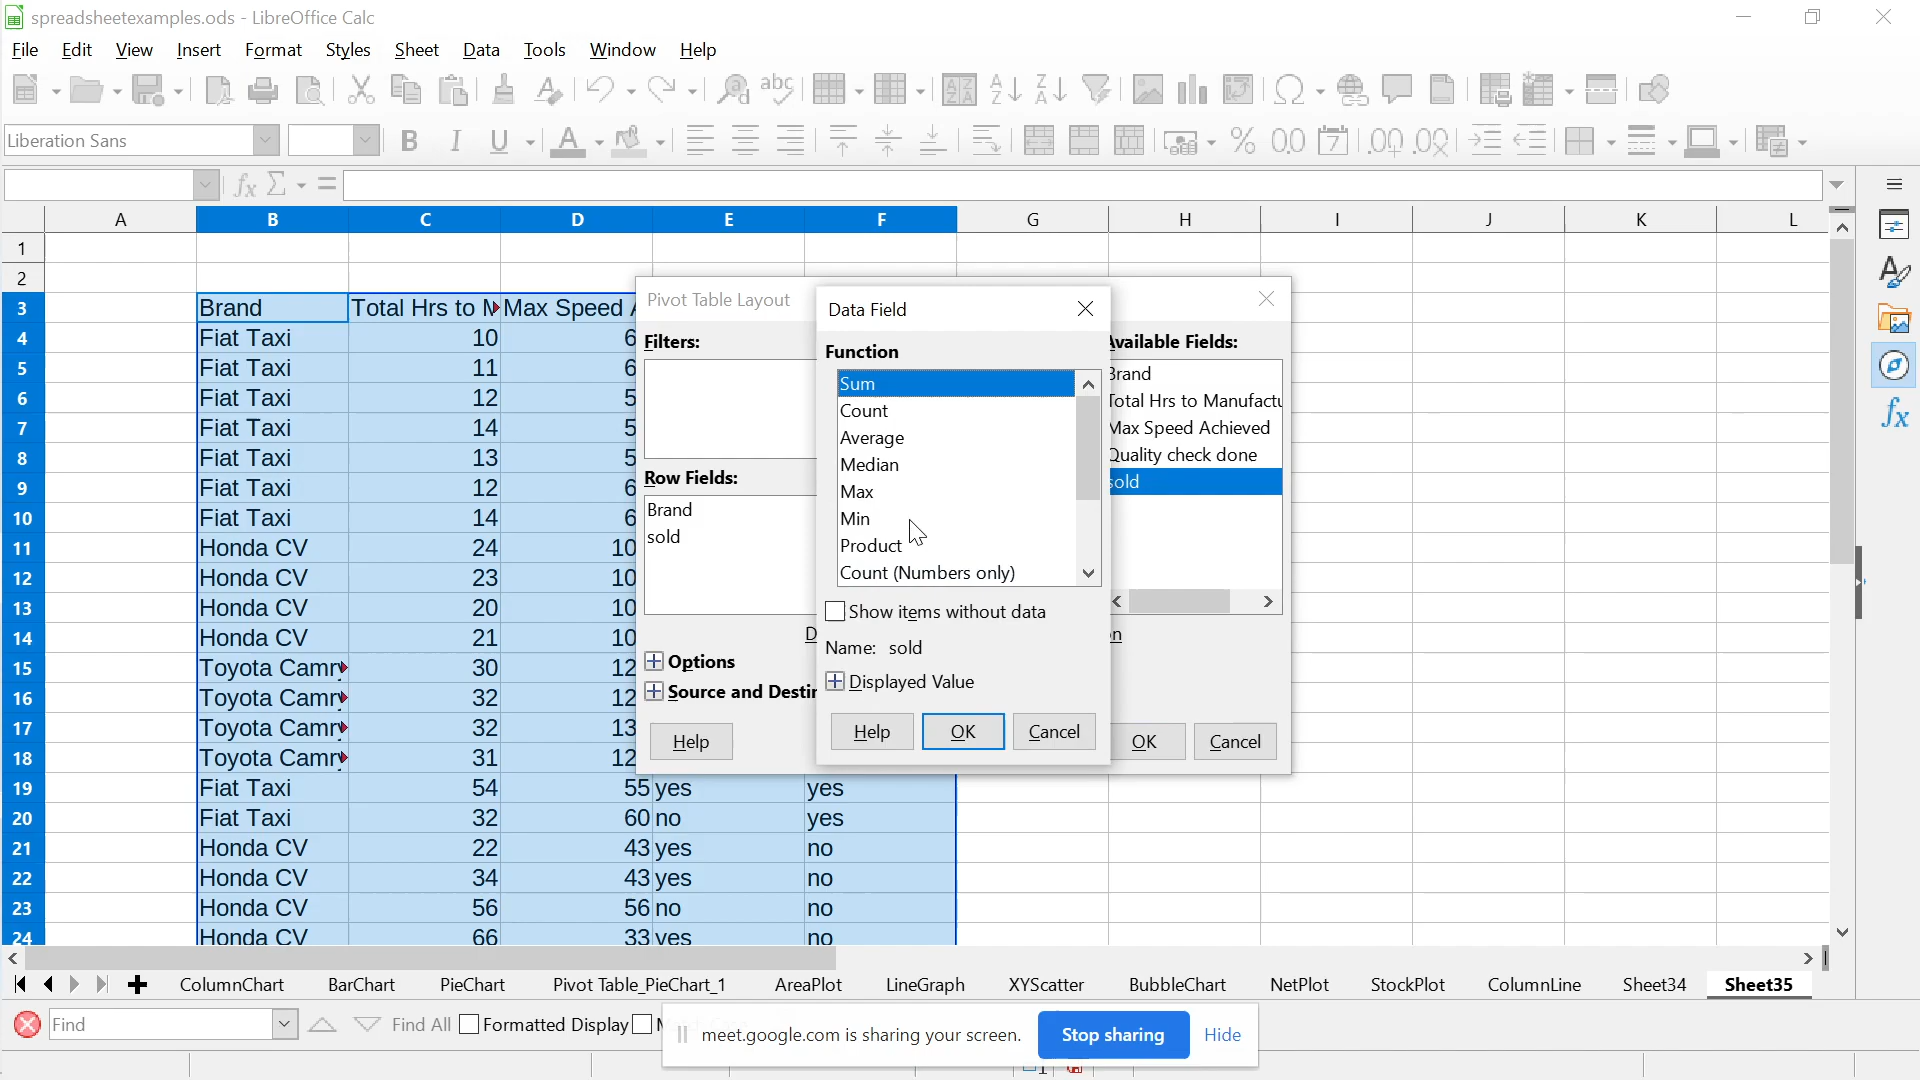 spreadsheetexamples.ods - LibreOffice Calc
File Edit View Insert Format Styles Sheet Data Tools Window Help
Liberation Sans
A B C D E F G H I J K L
1
2
3 Brand Total Hrs to M Max Speed A
4 Fiat Taxi 10 6
5 Fiat Taxi 11 6
6 Fiat Taxi 12 5
7 Fiat Taxi 14 5
8 Fiat Taxi 13 5
9 Fiat Taxi 12 6
10 Fiat Taxi 14 6
11 Honda CV 24 10
12 Honda CV 23 10
13 Honda CV 20 10
14 Honda CV 21 10
15 Toyota Camry 30 12
16 Toyota Camry 32 12
17 Toyota Camry 32 13
18 Toyota Camry 31 12
19 Fiat Taxi 54 55 yes yes
20 Fiat Taxi 32 60 no yes
21 Honda CV 22 43 yes no
22 Honda CV 34 43 yes no
23 Honda CV 56 56 no no
24 Honda CV 66 33 yes no
Pivot Table Layout
Filters:
Row Fields:
Brand
sold
Options
Source and Destin
Help
Data Field
Function
Sum
Count
Average
Median
Max
Min
Product
Count (Numbers only)
Show items without data
Name: sold
Displayed Value
Help OK Cancel
Available Fields:
Brand
Total Hrs to Manufactu
Max Speed Achieved
Quality check done
sold
OK Cancel
ColumnChart BarChart PieChart Pivot Table_PieChart_1 AreaPlot LineGraph XYScatter BubbleChart NetPlot StockPlot ColumnLine Sheet34 Sheet35
Find Find All Formatted Display
meet.google.com is sharing your screen. Stop sharing Hide